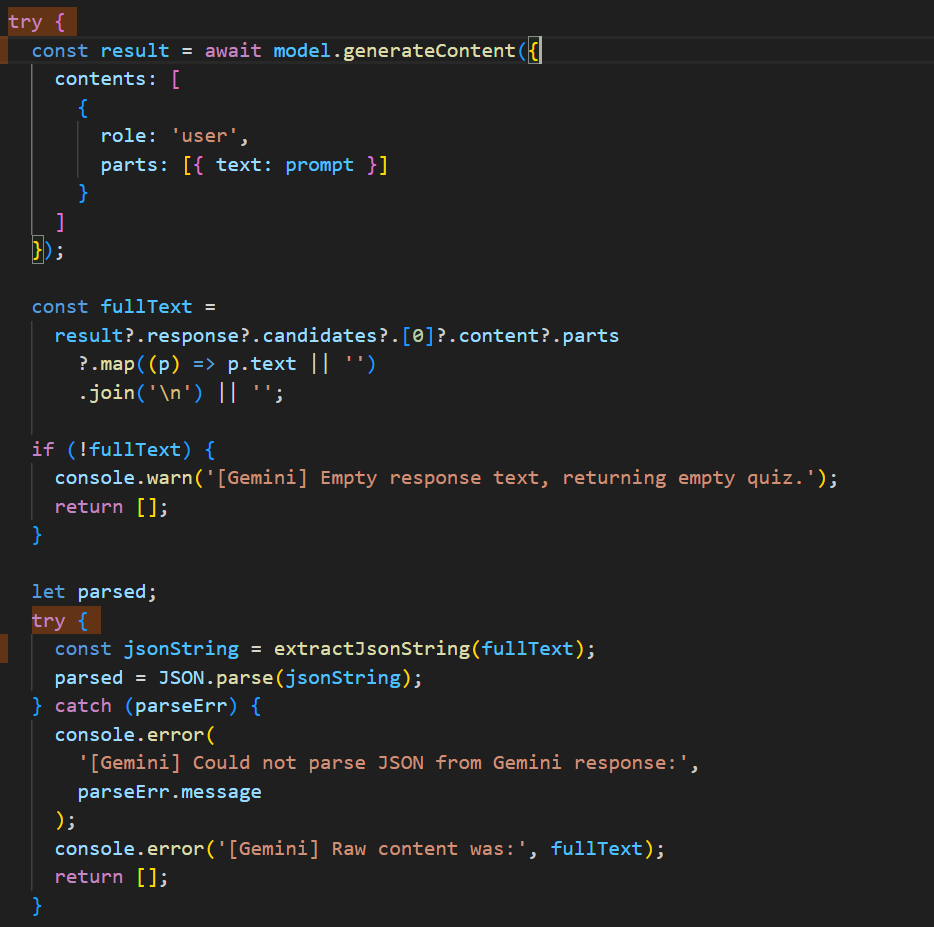 try {
  const result = await model.generateContent({
    contents: [
      {
        role: 'user',
        parts: [{ text: prompt }]
      }
    ]
  });

  const fullText =
    result?.response?.candidates?.[0]?.content?.parts
      ?.map((p) => p.text || '')
      .join('\n') || '';

  if (!fullText) {
    console.warn('[Gemini] Empty response text, returning empty quiz.');
    return [];
  }

  let parsed;
  try {
    const jsonString = extractJsonString(fullText);
    parsed = JSON.parse(jsonString);
  } catch (parseErr) {
    console.error(
      '[Gemini] Could not parse JSON from Gemini response:',
      parseErr.message
    );
    console.error('[Gemini] Raw content was:', fullText);
    return [];
  }